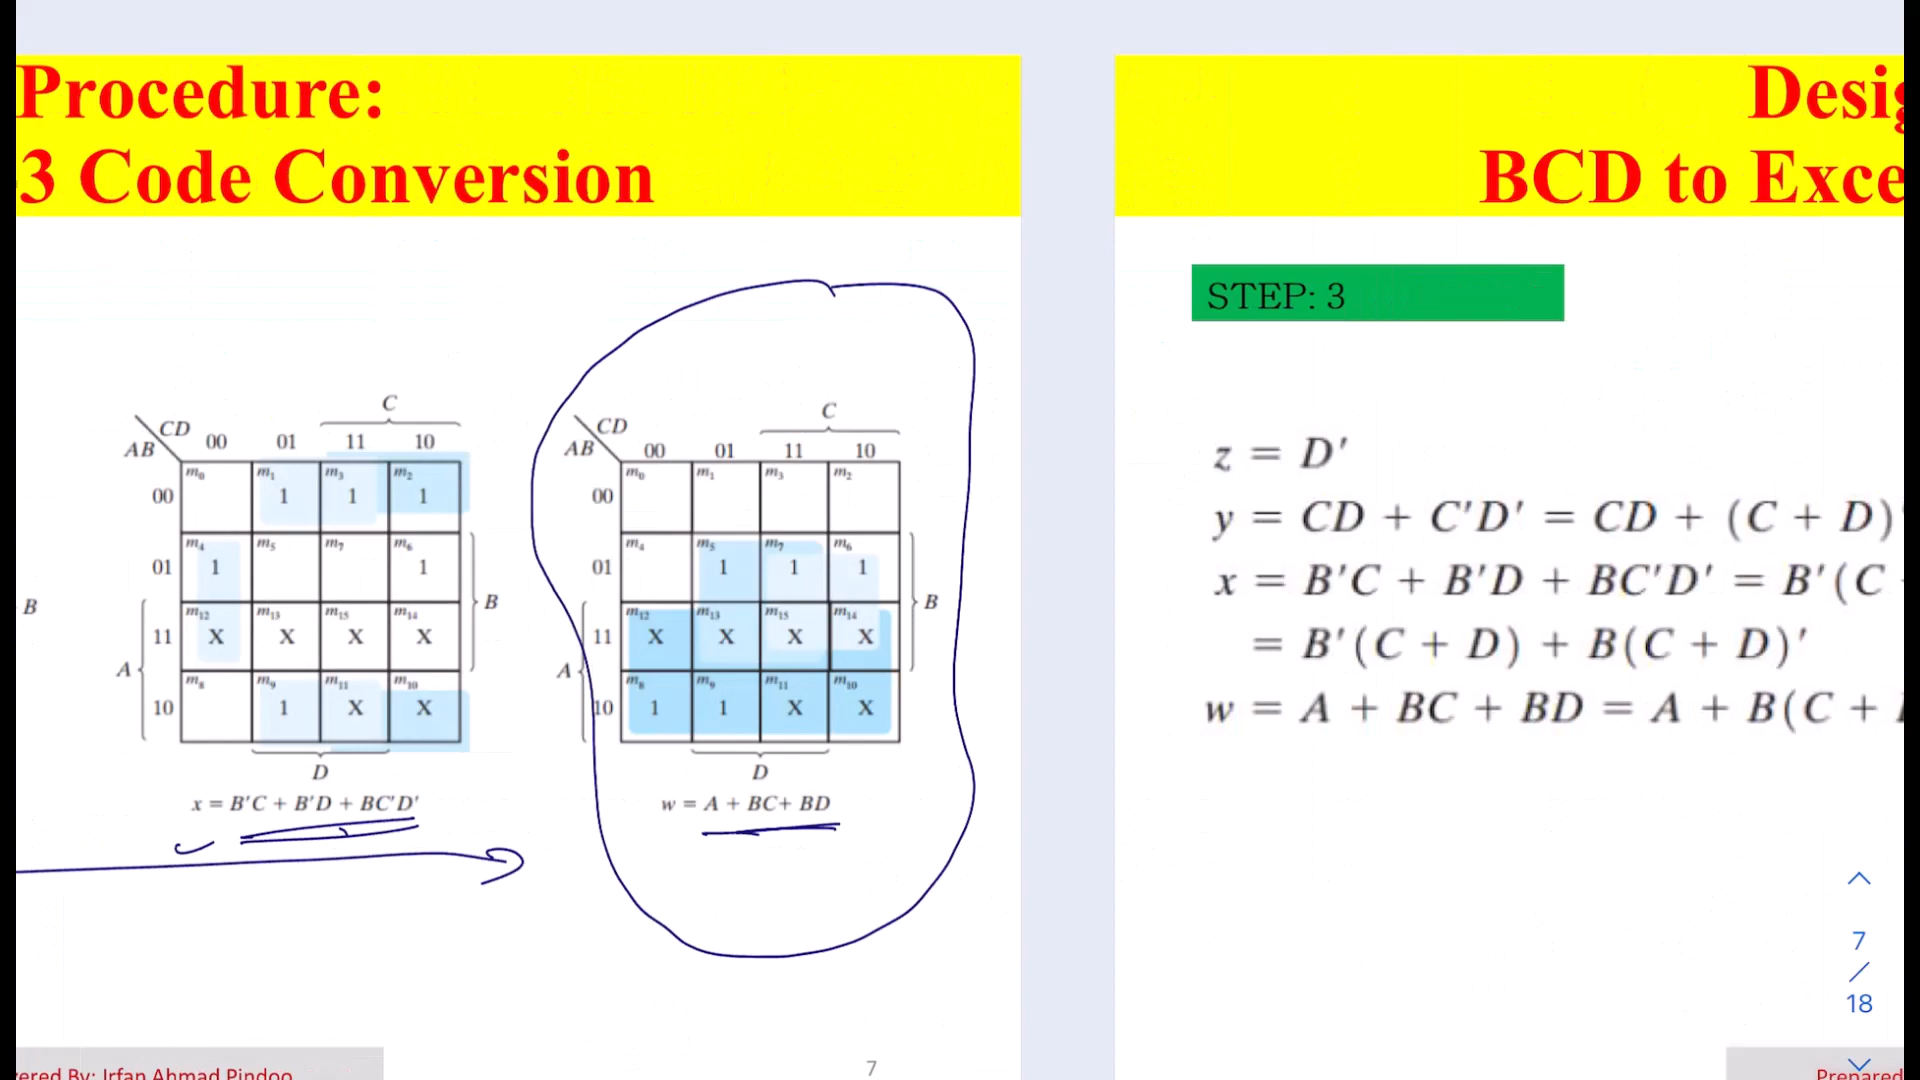 Procedure:
3 Code Conversion
C
CD
AB
00 01 11 10
00 m0 m1 1 m3 1 m2 1
01 m4 1 m5 m7 m6 1
11 m12 X m13 X m15 X m14 X
10 m8 m9 1 m11 X m10 X
A
B
D
x = B'C + B'D + BC'D'
B
C
CD
AB
00 01 11 10
00 m0 m1 m3 m2
01 m4 m5 1 m7 1 m6 1
11 m12 X m13 X m15 X m14 X
10 m8 1 m9 1 m11 X m10 X
A
B
D
w = A + BC+ BD
ered By: Irfan Ahmad Pindoo
7
Desig
BCD to Exce
STEP: 3
z = D'
y = CD + C'D' = CD + (C + D)'
x = B'C + B'D + BC'D' = B'(C
= B'(C + D) + B(C + D)'
w = A + BC + BD = A + B(C +
7
/
18
Prepared